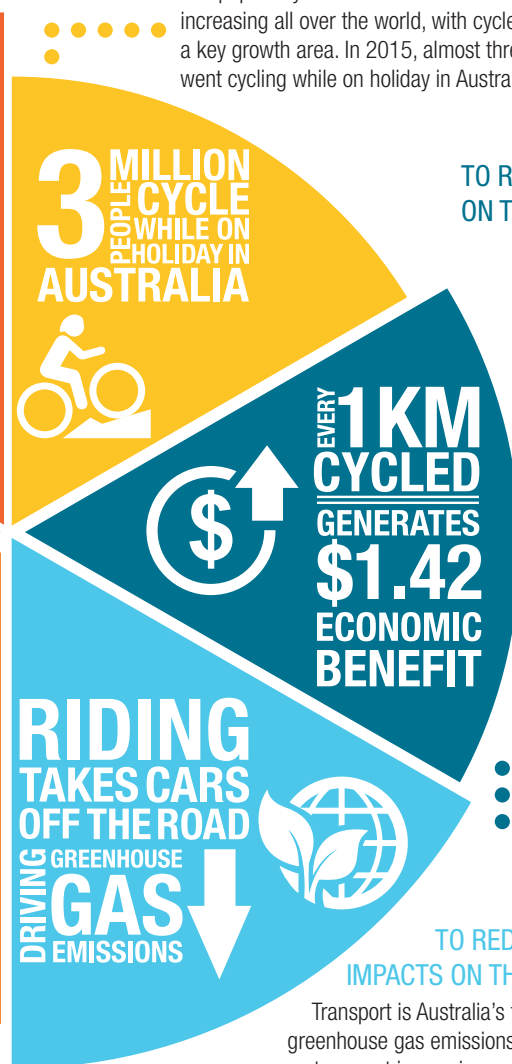 increasing all over the world, with cycle
a key growth area. In 2015, almost thre
went cycling while on holiday in Austra
3 MILLION
PEOPLE CYCLE
WHILE ON
HOLIDAY IN
AUSTRALIA
TO R
ON T
EVERY 1KM
CYCLED
GENERATES
$1.42
ECONOMIC
BENEFIT
$
RIDING
TAKES CARS
OFF THE ROAD
DRIVING GREENHOUSE
GAS
EMISSIONS
TO RED
IMPACTS ON TH
Transport is Australia's
greenhouse gas emissions